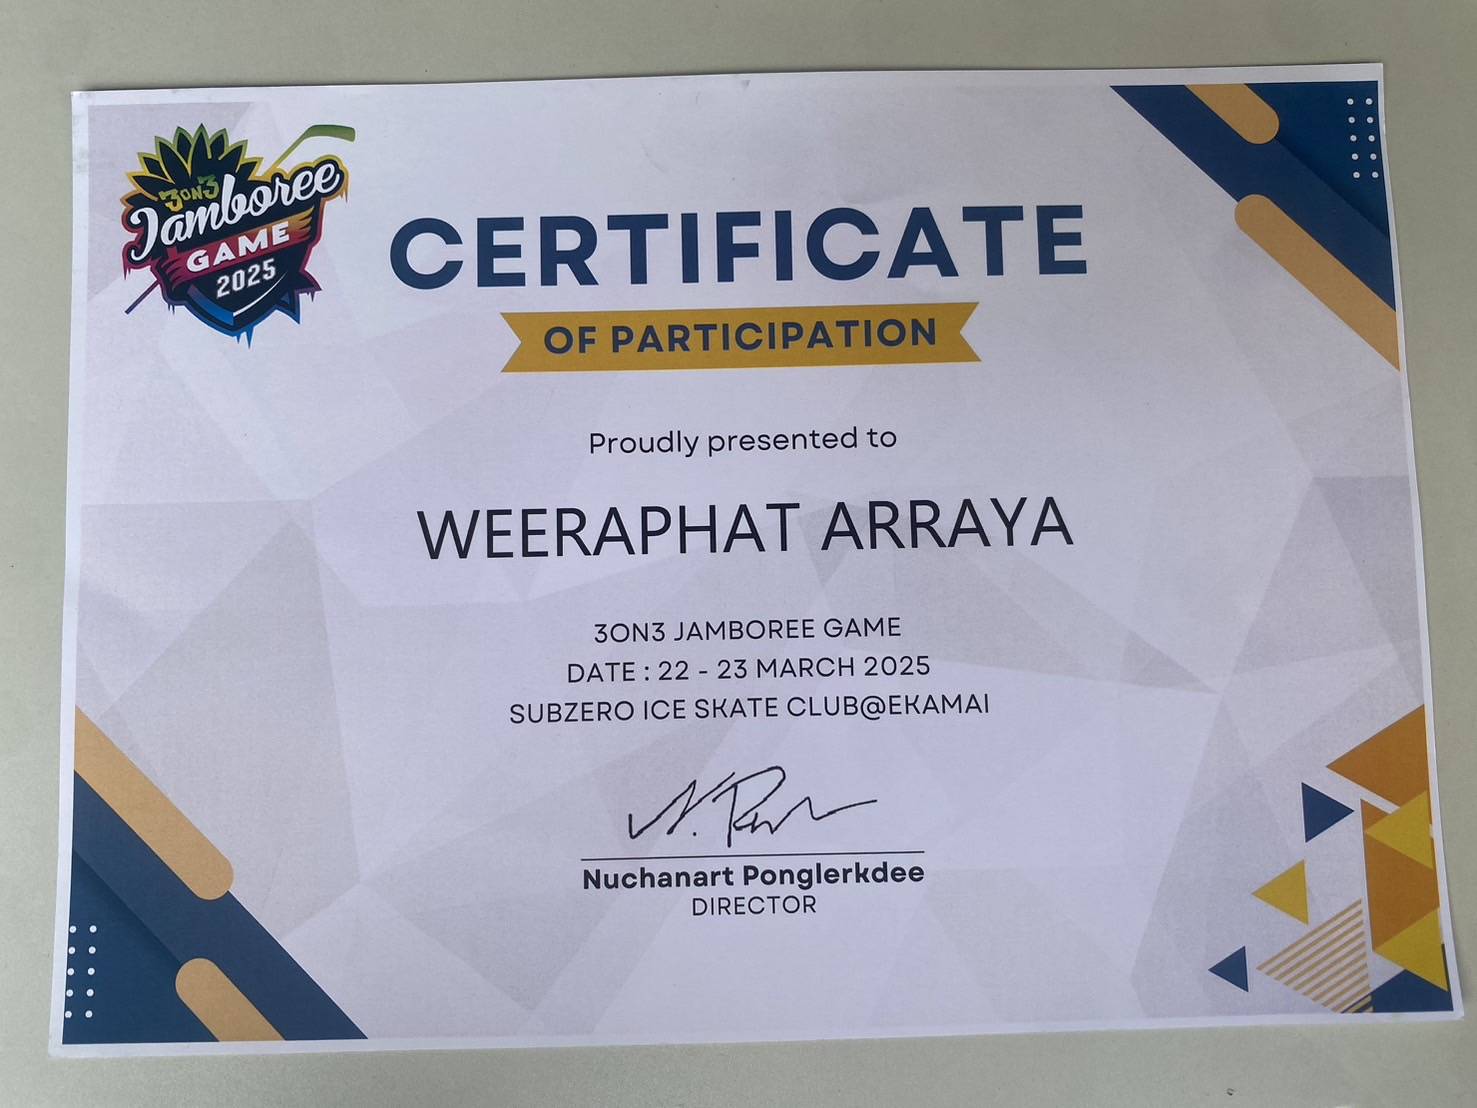 3ON3
Jamboree
GAME
2025
CERTIFICATE
OF PARTICIPATION
Proudly presented to
WEERAPHAT ARRAYA
3ON3 JAMBOREE GAME
DATE : 22 - 23 MARCH 2025
SUBZERO ICE SKATE CLUB@EKAMAI
Nuchanart Ponglerkdee
DIRECTOR